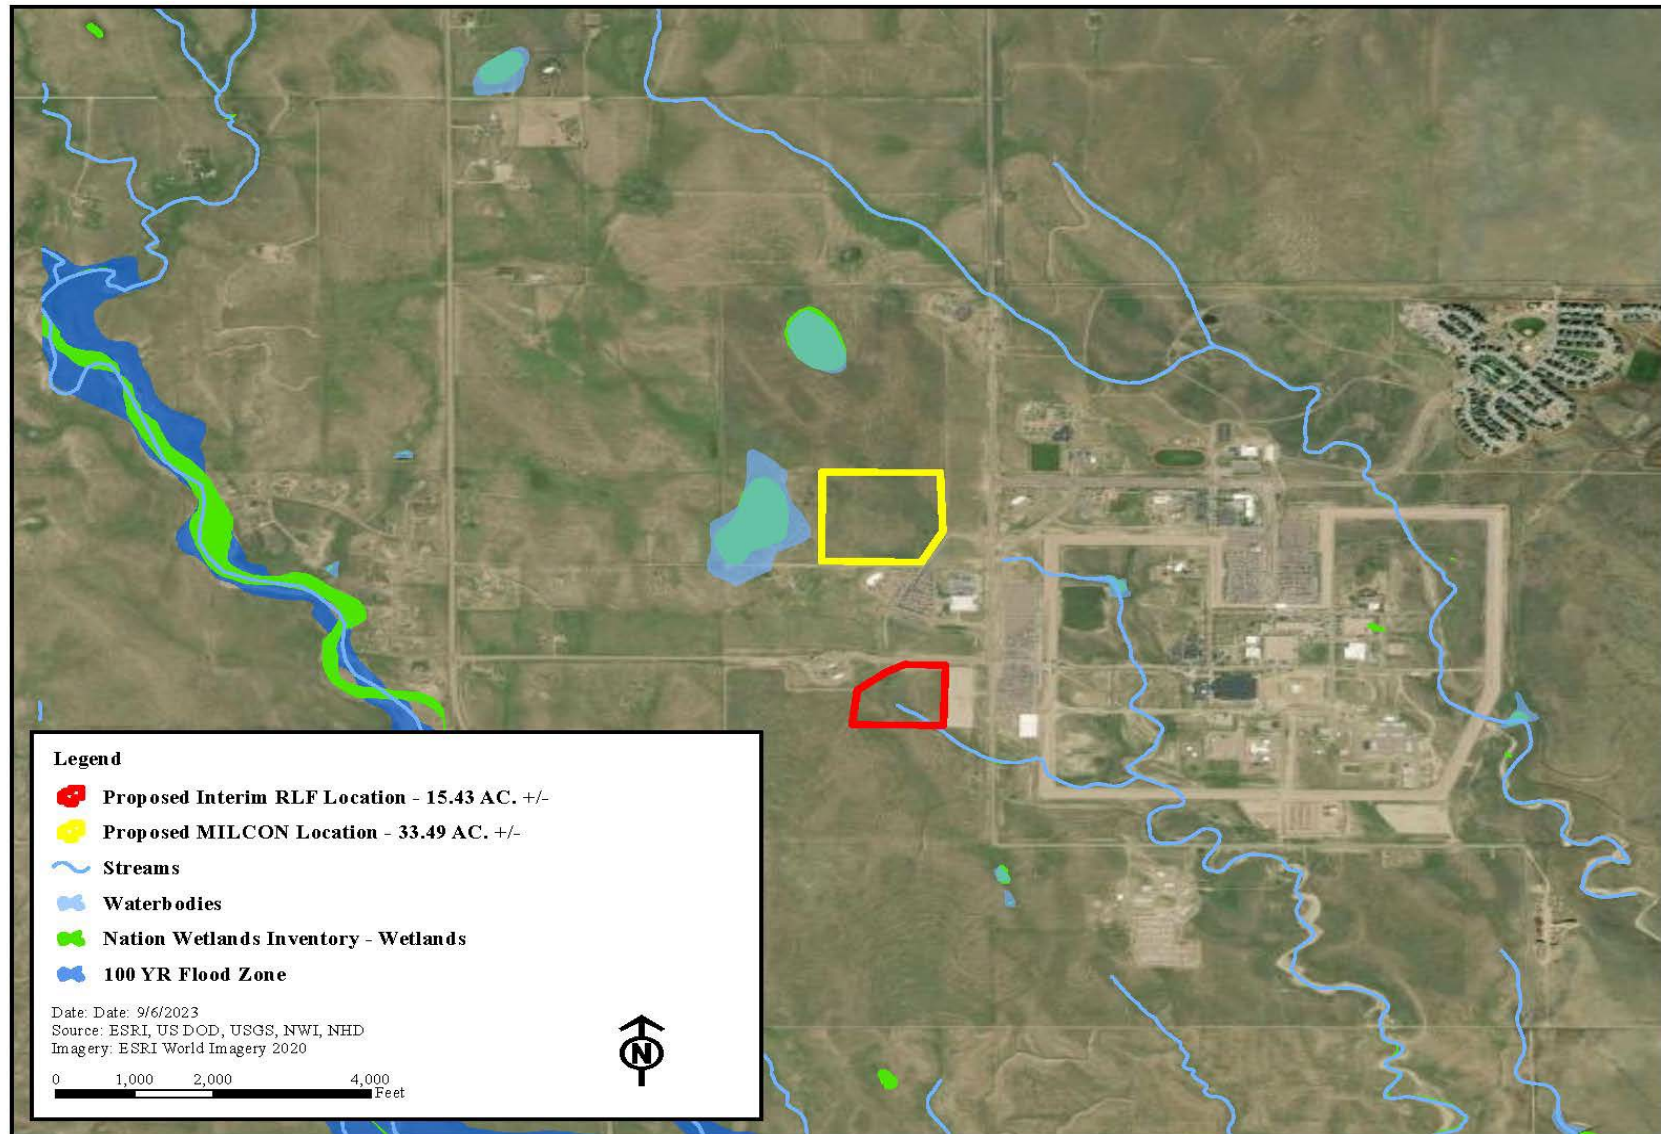 Legend
Proposed Interim RLF Location - 15.43 AC. +/-
Proposed MILCON Location - 33.49 AC. +/-
Streams
Waterbodies
Nation Wetlands Inventory - Wetlands
100 YR Flood Zone
Date: Date: 9/6/2023
Source: ESRI, US DOD, USGS, NWI, NHD
Imagery: ESRI World Imagery 2020
N
0 1,000 2,000 4,000
Feet